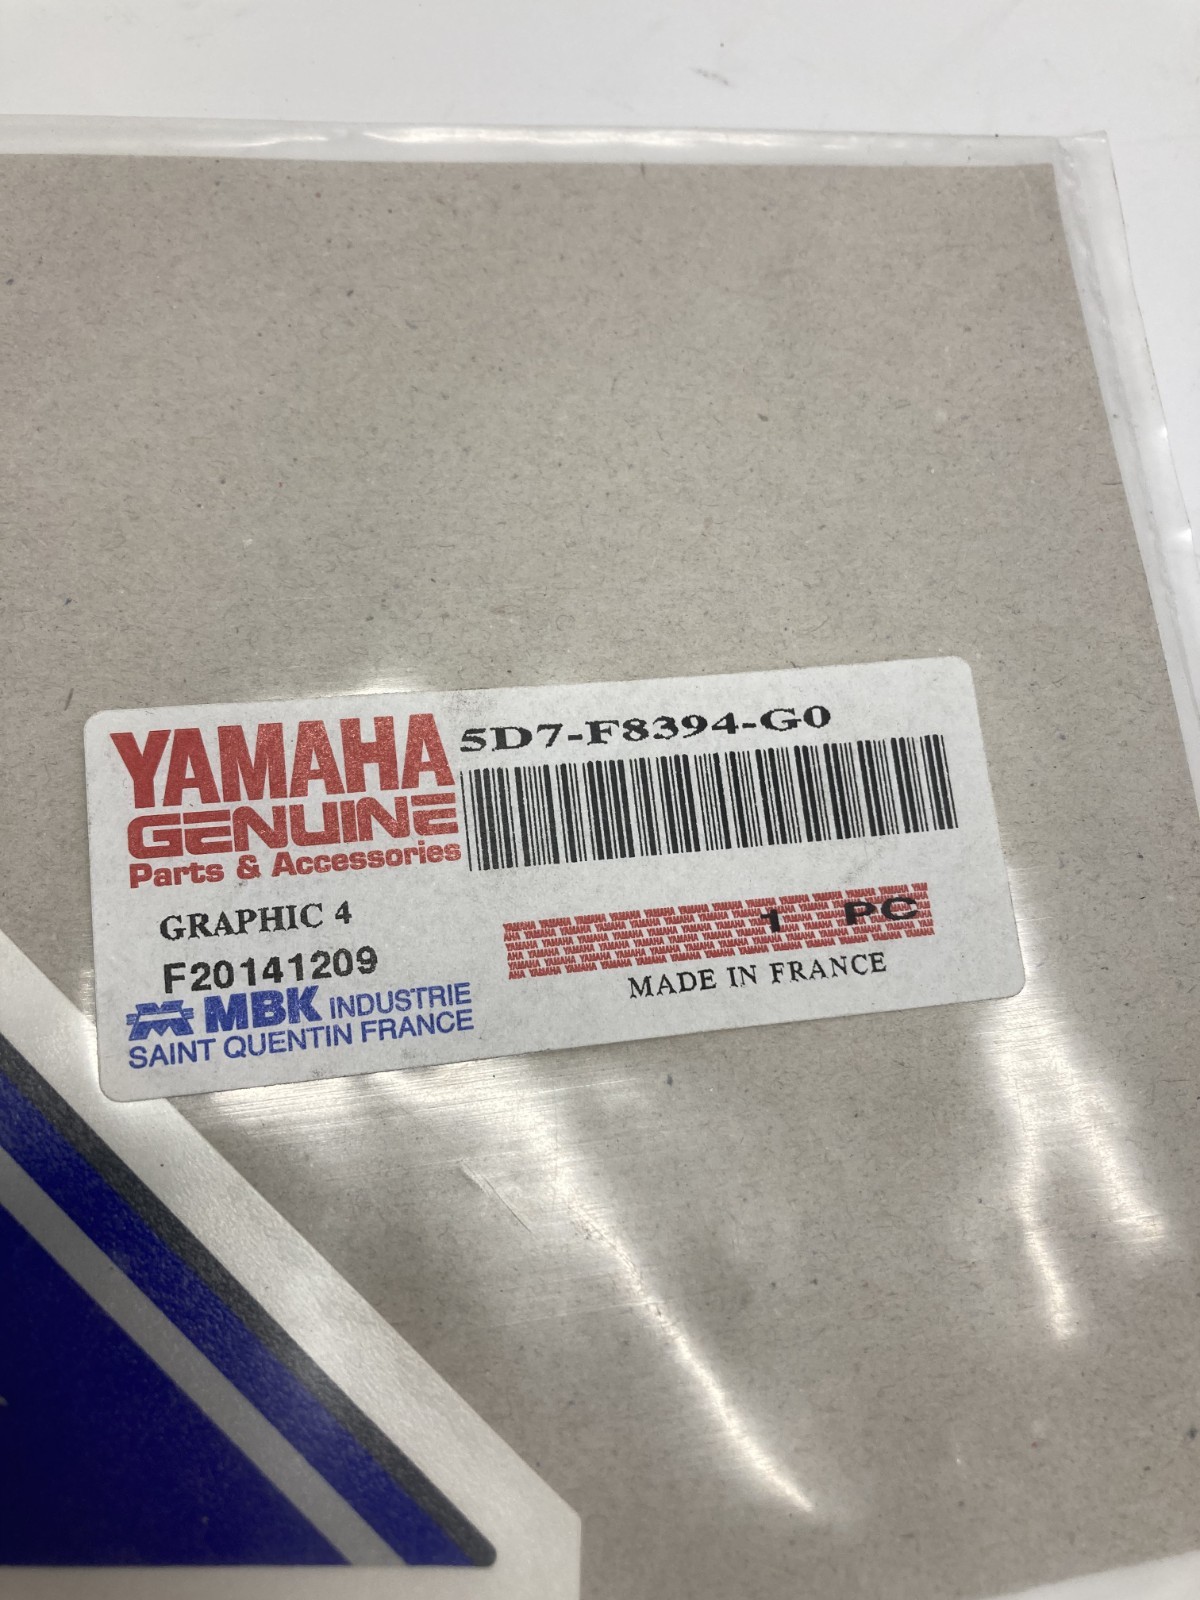 YAMAHA
GENUINE
Parts & Accessories
5D7-F8394-G0
GRAPHIC 4
F20141209
MBK INDUSTRIE
SAINT QUENTIN FRANCE
1 PC
MADE IN FRANCE